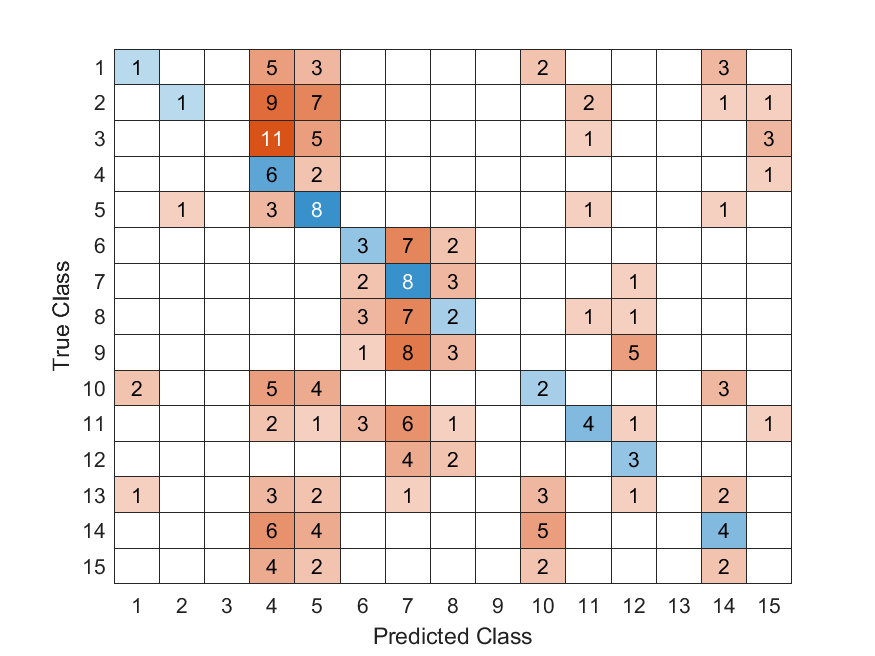 1 1 5 3 2 3
2 1 9 7 2 1 1
3 11 5 1 3
4 6 2 1
5 1 3 8 1 1
6 3 7 2
7 2 8 3 1
8 3 7 2 1 1
9 1 8 3 5
10 2 5 4 2 3
11 2 1 3 6 1 4 1 1
12 4 2 3
13 1 3 2 1 3 1 2
14 6 4 5 4
15 4 2 2 2
True Class
1 2 3 4 5 6 7 8 9 10 11 12 13 14 15
Predicted Class